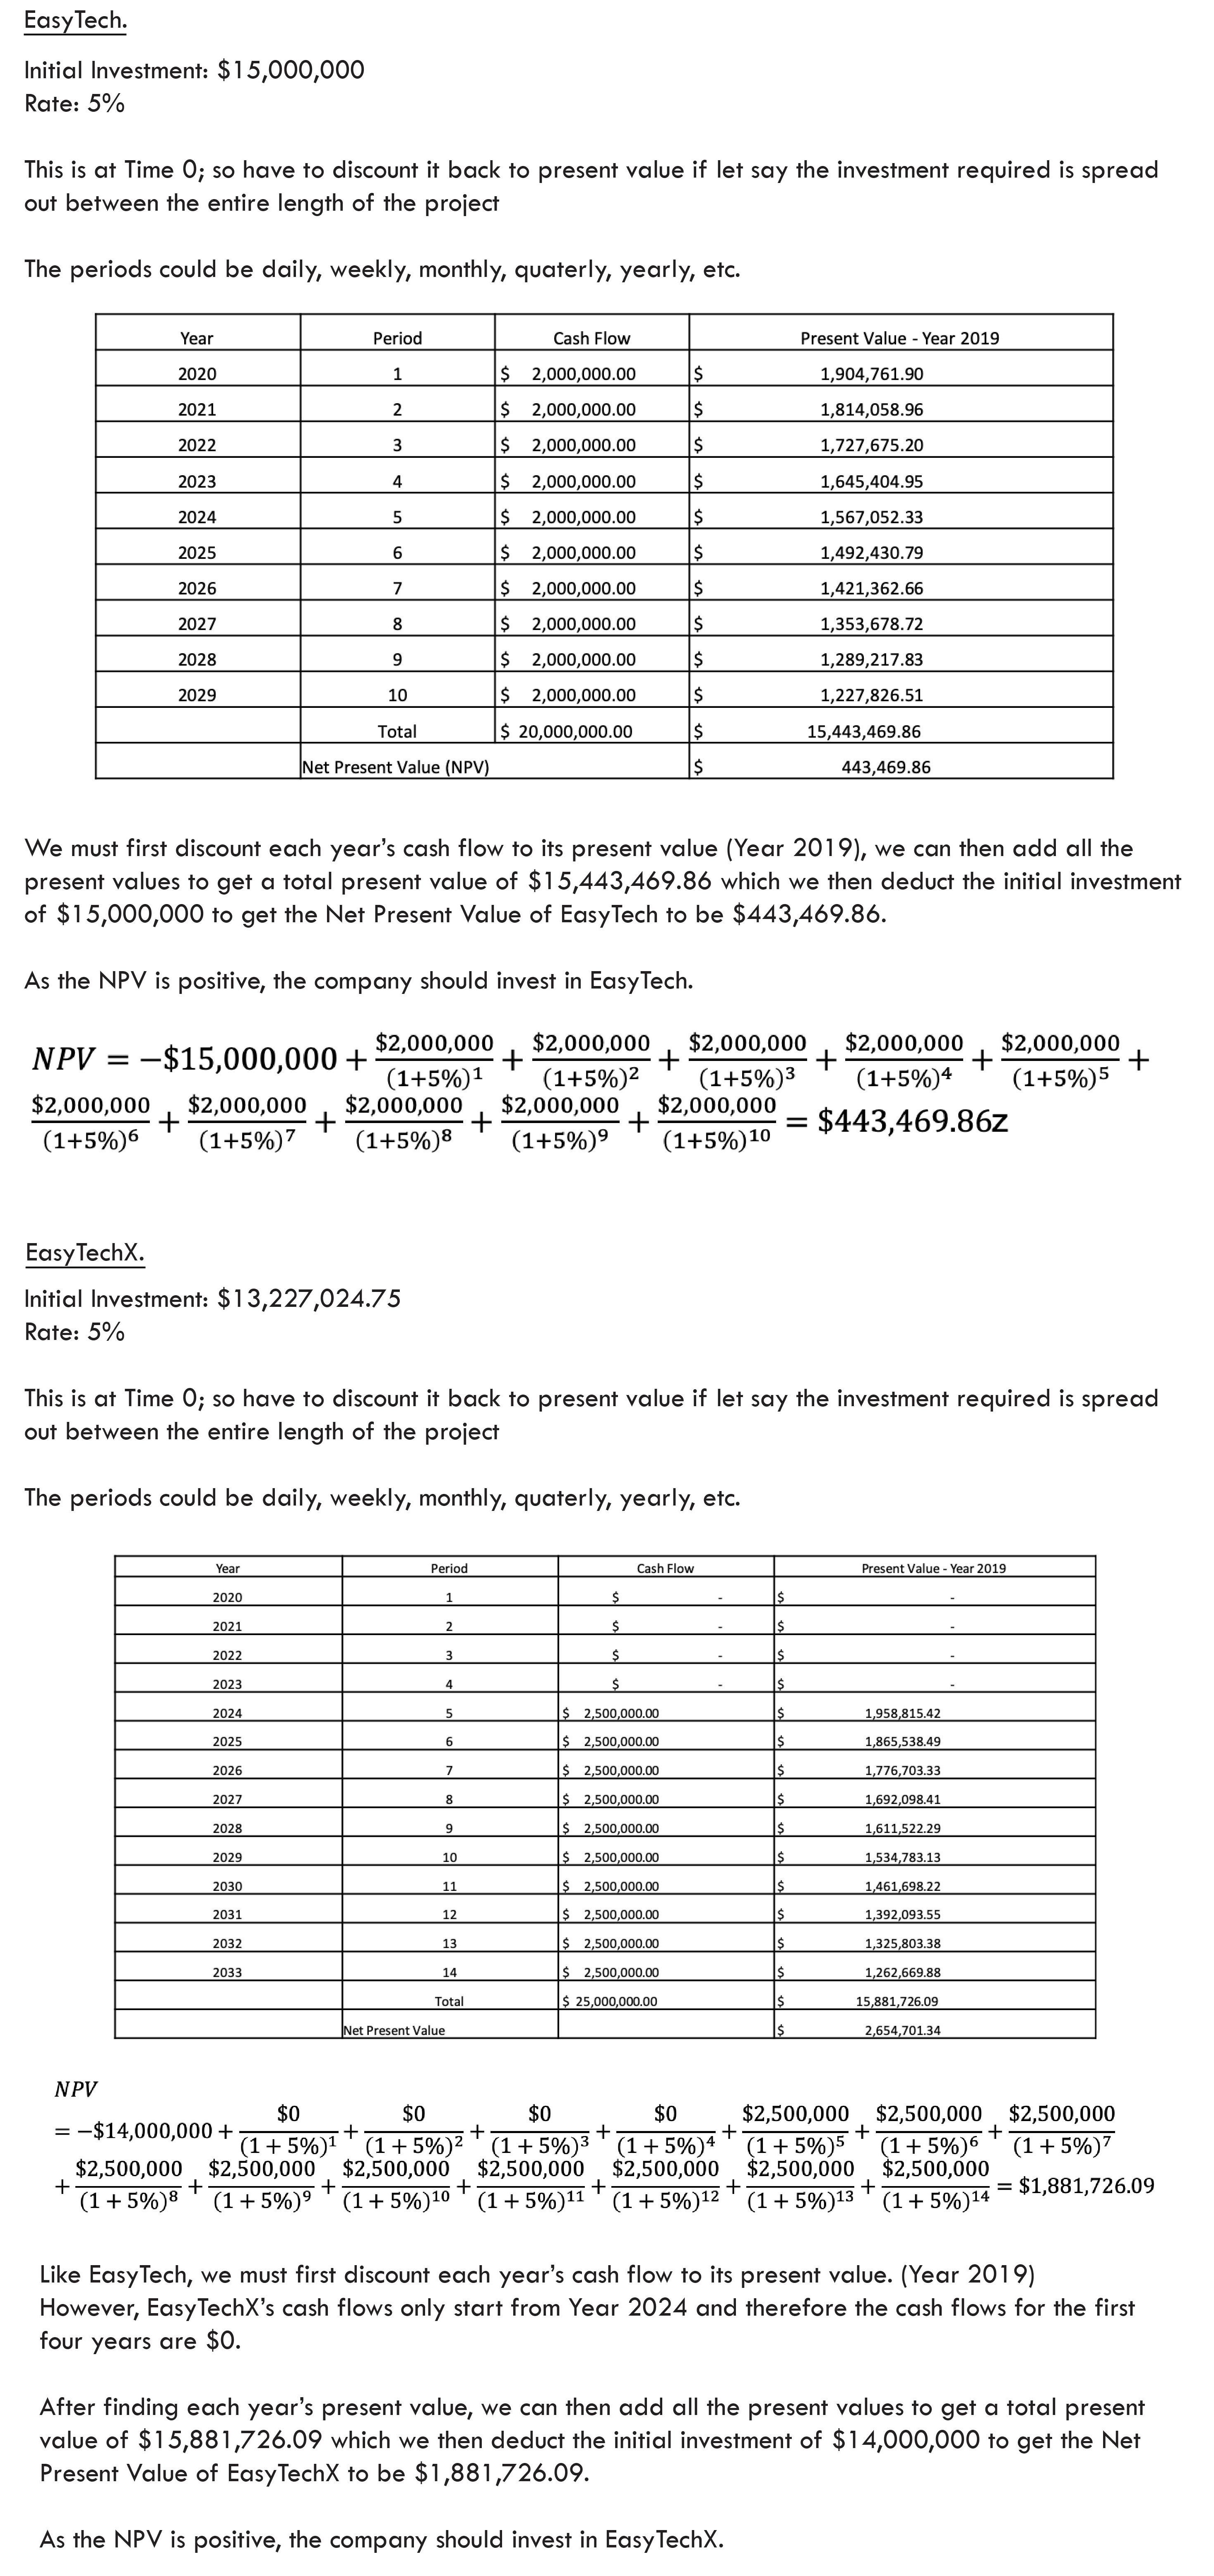 EasyTech.
Initial Investment: $15,000,000
Rate: 5%
This is at Time 0; so have to discount it back to present value if let say the investment required is spread
out between the entire length of the project
The periods could be daily, weekly, monthly, quaterly, yearly, etc.
Year Period Cash Flow Present Value - Year 2019
2020 1 $ 2,000,000.00 $ 1,904,761.90
2021 2 $ 2,000,000.00 $ 1,814,058.96
2022 3 $ 2,000,000.00 $ 1,727,675.20
2023 4 $ 2,000,000.00 $ 1,645,404.95
2024 5 $ 2,000,000.00 $ 1,567,052.33
2025 6 $ 2,000,000.00 $ 1,492,430.79
2026 7 $ 2,000,000.00 $ 1,421,362.66
2027 8 $ 2,000,000.00 $ 1,353,678.72
2028 9 $ 2,000,000.00 $ 1,289,217.83
2029 10 $ 2,000,000.00 $ 1,227,826.51
Total $ 20,000,000.00 $ 15,443,469.86
Net Present Value (NPV) $ 443,469.86
We must first discount each year's cash flow to its present value (Year 2019), we can then add all the
present values to get a total present value of $15,443,469.86 which we then deduct the initial investment
of $15,000,000 to get the Net Present Value of EasyTech to be $443,469.86.
As the NPV is positive, the company should invest in EasyTech.
NPV = −$15,000,000 + $2,000,000/(1+5%)¹ + $2,000,000/(1+5%)² + $2,000,000/(1+5%)³ + $2,000,000/(1+5%)⁴ + $2,000,000/(1+5%)⁵ +
$2,000,000/(1+5%)⁶ + $2,000,000/(1+5%)⁷ + $2,000,000/(1+5%)⁸ + $2,000,000/(1+5%)⁹ + $2,000,000/(1+5%)¹⁰ = $443,469.86z
EasyTechX.
Initial Investment: $13,227,024.75
Rate: 5%
This is at Time 0; so have to discount it back to present value if let say the investment required is spread
out between the entire length of the project
The periods could be daily, weekly, monthly, quaterly, yearly, etc.
Year Period Cash Flow Present Value - Year 2019
2020 1 $ - $ -
2021 2 $ - $ -
2022 3 $ - $ -
2023 4 $ - $ -
2024 5 $ 2,500,000.00 $ 1,958,815.42
2025 6 $ 2,500,000.00 $ 1,865,538.49
2026 7 $ 2,500,000.00 $ 1,776,703.33
2027 8 $ 2,500,000.00 $ 1,692,098.41
2028 9 $ 2,500,000.00 $ 1,611,522.29
2029 10 $ 2,500,000.00 $ 1,534,783.13
2030 11 $ 2,500,000.00 $ 1,461,698.22
2031 12 $ 2,500,000.00 $ 1,392,093.55
2032 13 $ 2,500,000.00 $ 1,325,803.38
2033 14 $ 2,500,000.00 $ 1,262,669.88
Total $ 25,000,000.00 $ 15,881,726.09
Net Present Value $ 2,654,701.34
NPV
= −$14,000,000 + $0/(1 + 5%)¹ + $0/(1 + 5%)² + $0/(1 + 5%)³ + $0/(1 + 5%)⁴ + $2,500,000/(1 + 5%)⁵ + $2,500,000/(1 + 5%)⁶ + $2,500,000/(1 + 5%)⁷
+ $2,500,000/(1 + 5%)⁸ + $2,500,000/(1 + 5%)⁹ + $2,500,000/(1 + 5%)¹⁰ + $2,500,000/(1 + 5%)¹¹ + $2,500,000/(1 + 5%)¹² + $2,500,000/(1 + 5%)¹³ + $2,500,000/(1 + 5%)¹⁴ = $1,881,726.09
Like EasyTech, we must first discount each year's cash flow to its present value. (Year 2019)
However, EasyTechX's cash flows only start from Year 2024 and therefore the cash flows for the first
four years are $0.
After finding each year's present value, we can then add all the present values to get a total present
value of $15,881,726.09 which we then deduct the initial investment of $14,000,000 to get the Net
Present Value of EasyTechX to be $1,881,726.09.
As the NPV is positive, the company should invest in EasyTechX.